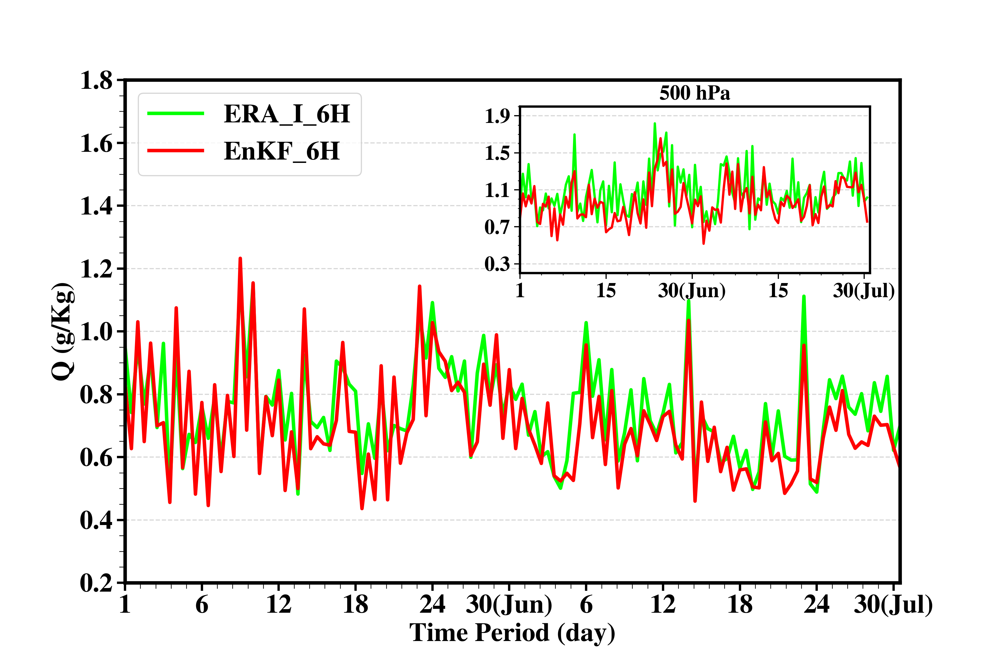 1.8
1.6
1.4
1.2
1.0
0.8
0.6
0.4
0.2
Q (g/Kg)
ERA_I_6H
EnKF_6H
500 hPa
1.9
1.5
1.1
0.7
0.3
1 15 30(Jun) 15 30(Jul)
1 6 12 18 24 30(Jun) 6 12 18 24 30(Jul)
Time Period (day)